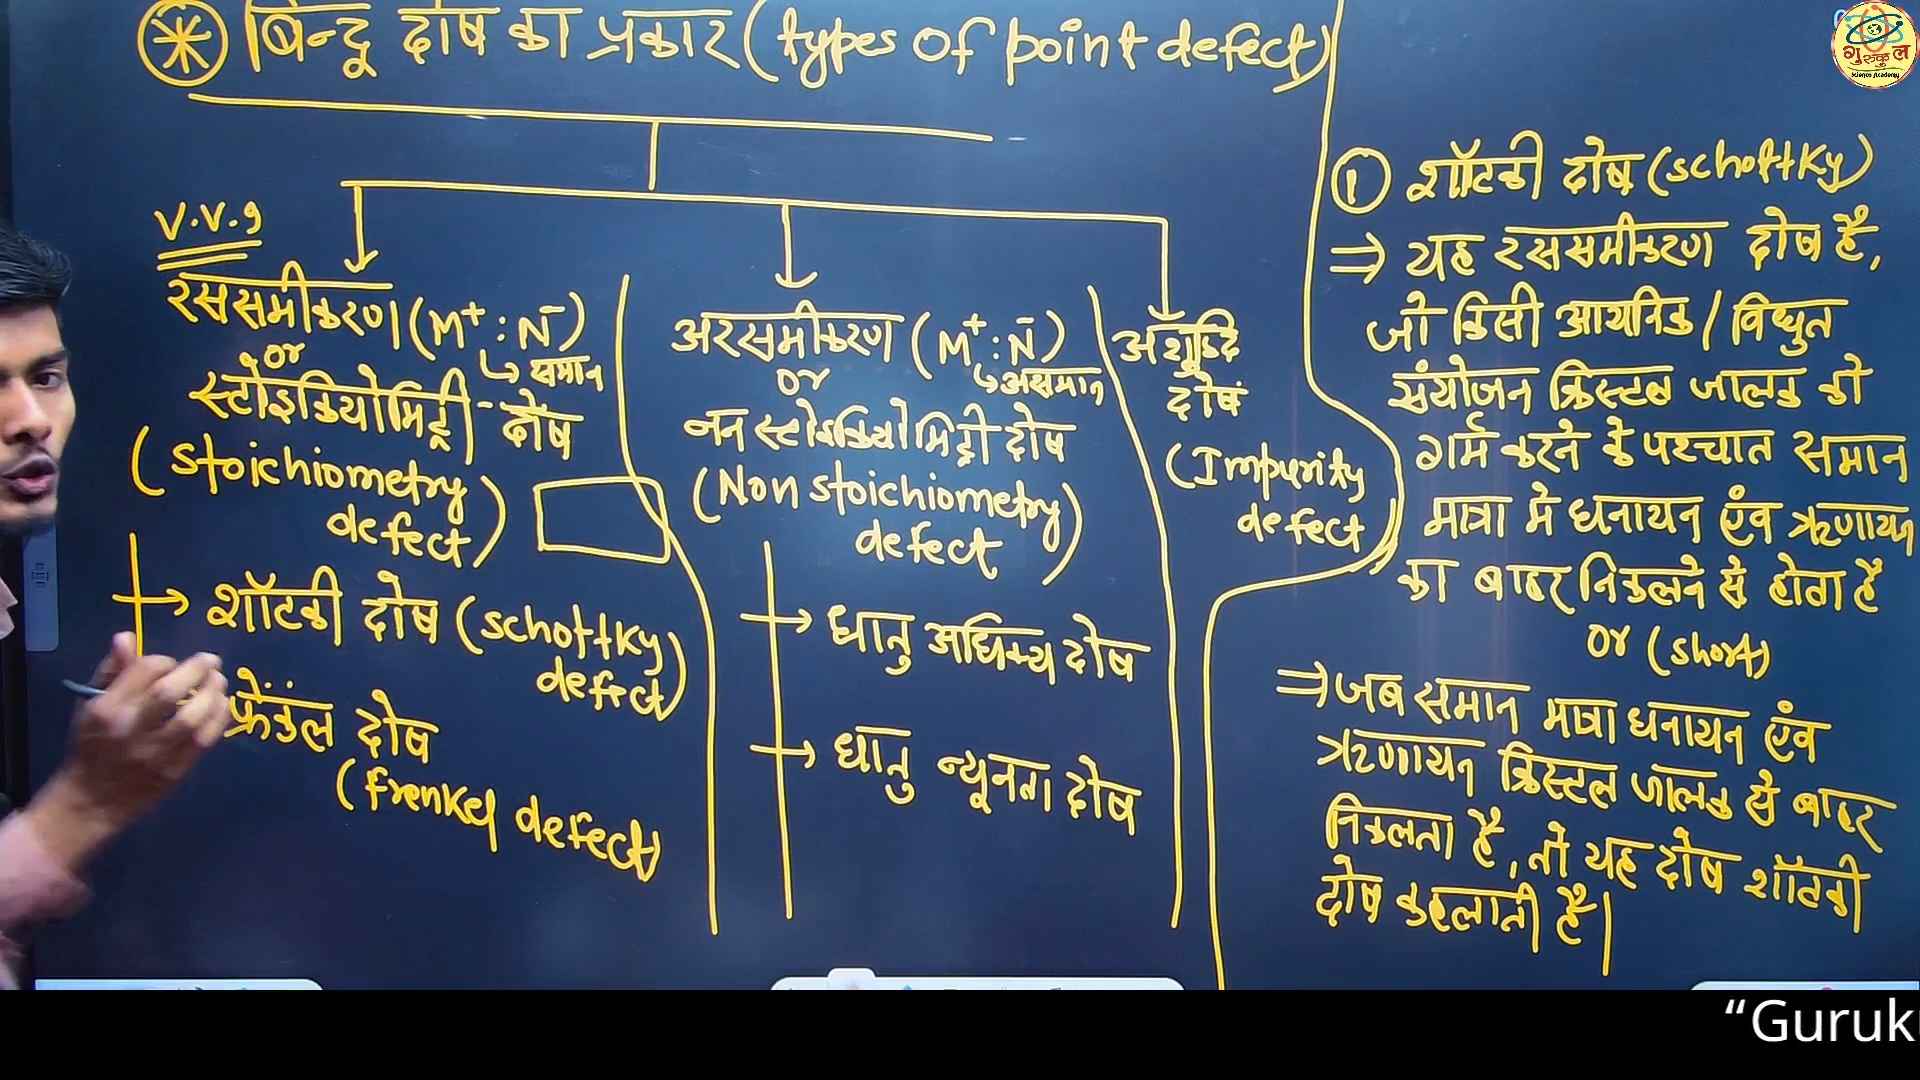 बिन्दू दोष का प्रकार (types of point defect)
V.V.g
रससमीकरण (M⁺ : N⁻)
↳ समान
or
स्टोइकियोमिट्री - दोष
(stoichiometry
defect)
→ शॉटकी दोष (schottky
defect)
फ्रेंकेल दोष
(frenkel defect)
अरससमीकरण (M⁺ : N⁻)
↳ असमान
or
नन स्टोइकियोमिट्री दोष
(Non stoichiometry
defect)
→ धातु अधिक्य दोष
→ धातु न्यूनता दोष
अशुद्धि
दोष
(Impurity
defect)
① शॉटकी दोष (schottky)
⇒ यह रससमीकरण दोष है,
जो किसी आयनिक / विधुत
संयोजन क्रिस्टल जालक को
गर्म करने के पश्चात समान
मात्रा मे धनायन एंव ऋणायन
का बाहर निकलने से होता है
or (short)
⇒ जब समान मात्रा धनायन एंव
ऋणायन क्रिस्टल जालक से बाहर
निकलता है, तो यह दोष शॉटकी
दोष कहलाती है।
गुरुकुल
Science Academy
“Guruk